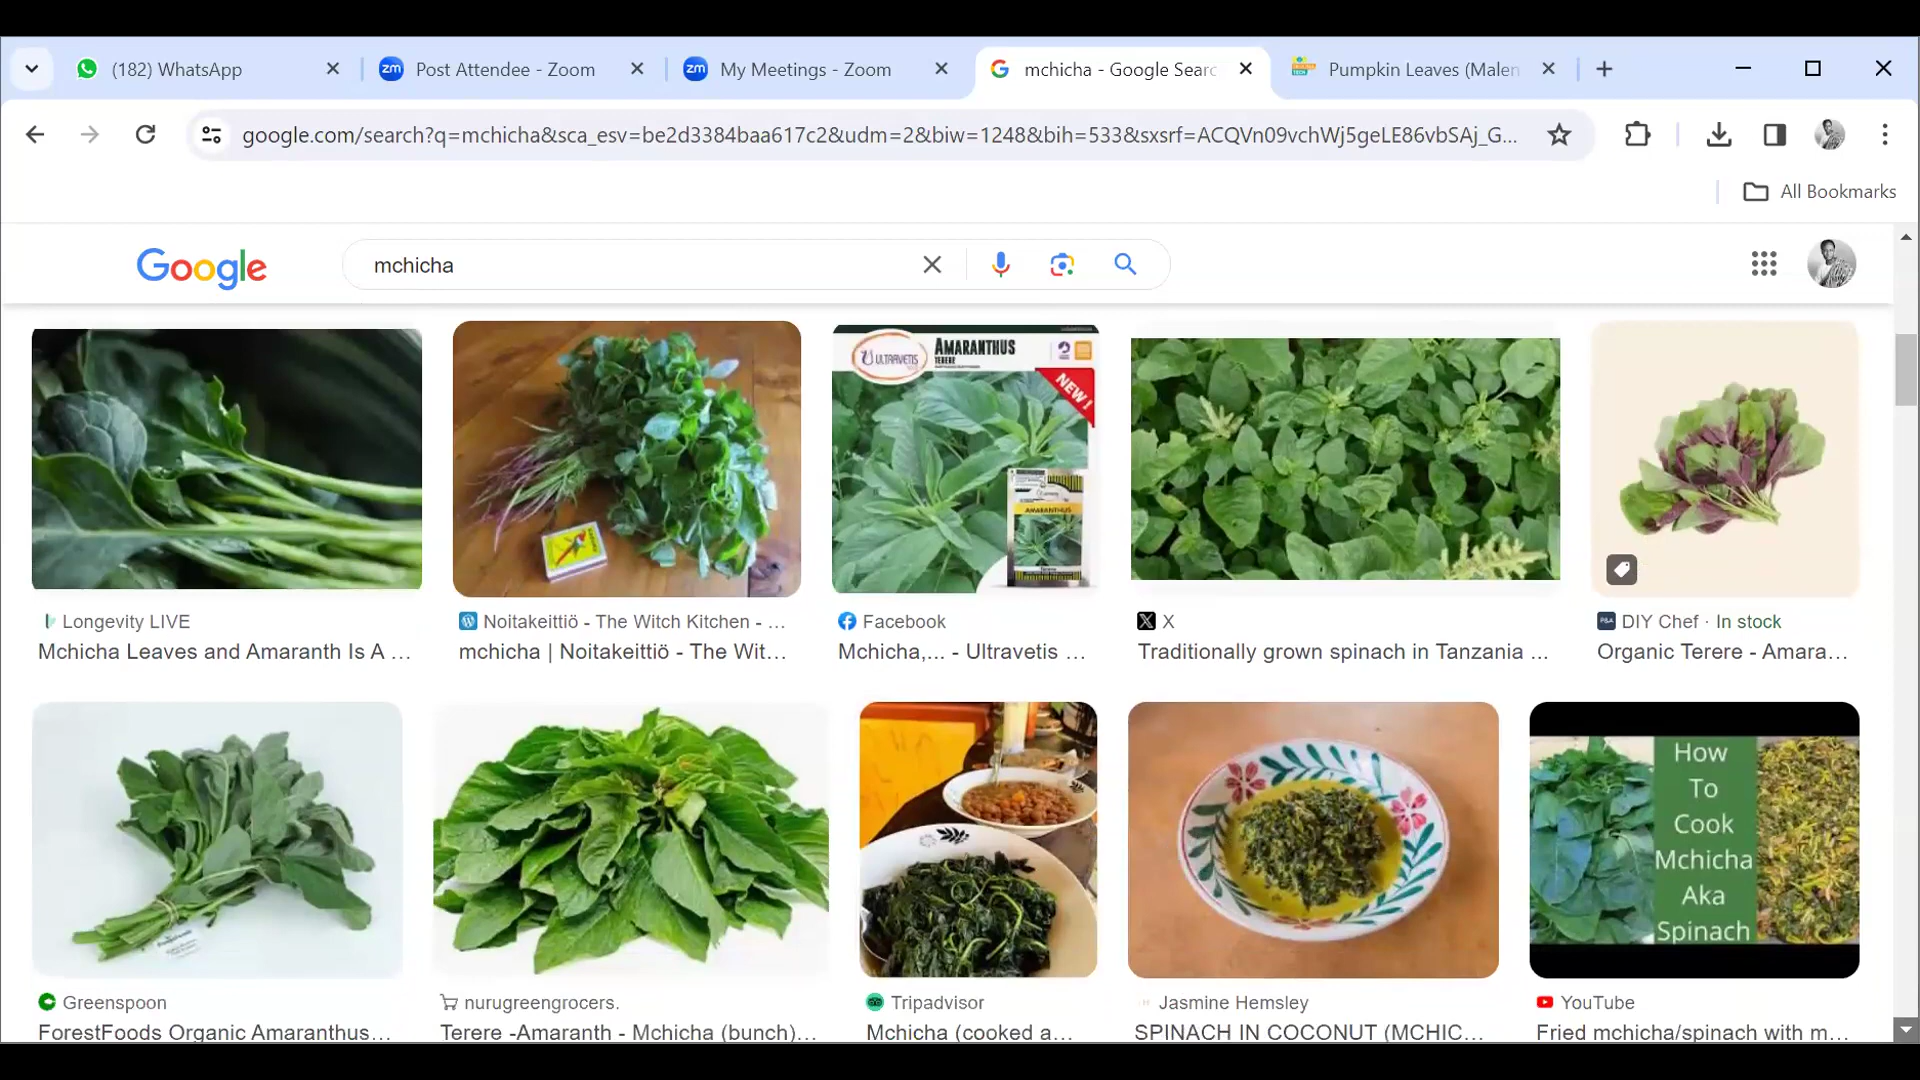 (182) WhatsApp
Post Attendee - Zoom
My Meetings - Zoom
mchicha - Google Searc
Pumpkin Leaves (Malen
google.com/search?q=mchicha&sca_esv=be2d3384baa617c2&udm=2&biw=1248&bih=533&sxsrf=ACQVn09vchWj5geLE86vbSAj_G...
All Bookmarks
Google
mchicha
ULTRAVETIS
AMARANTHUS
TERERE
NEW!
AMARANTHUS
Longevity LIVE
Mchicha Leaves and Amaranth Is A ...
Noitakeittiö - The Witch Kitchen - ...
mchicha | Noitakeittiö - The Wit...
Facebook
Mchicha,... - Ultravetis ...
X
Traditionally grown spinach in Tanzania ...
DIY Chef · In stock
Organic Terere - Amara...
How
To
Cook
Mchicha
Aka
Spinach
Greenspoon
ForestFoods Organic Amaranthus...
nurugreengrocers.
Terere -Amaranth - Mchicha (bunch)...
Tripadvisor
Mchicha (cooked a...
Jasmine Hemsley
SPINACH IN COCONUT (MCHIC...
YouTube
Fried mchicha/spinach with m...